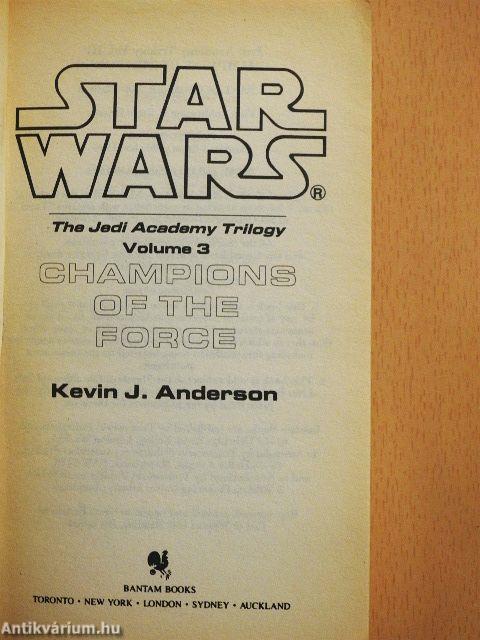 STAR
WARS®
The Jedi Academy Trilogy
Volume 3
CHAMPIONS
OF THE
FORCE
Kevin J. Anderson
BANTAM BOOKS
TORONTO • NEW YORK • LONDON • SYDNEY • AUCKLAND
Antikvárium.hu